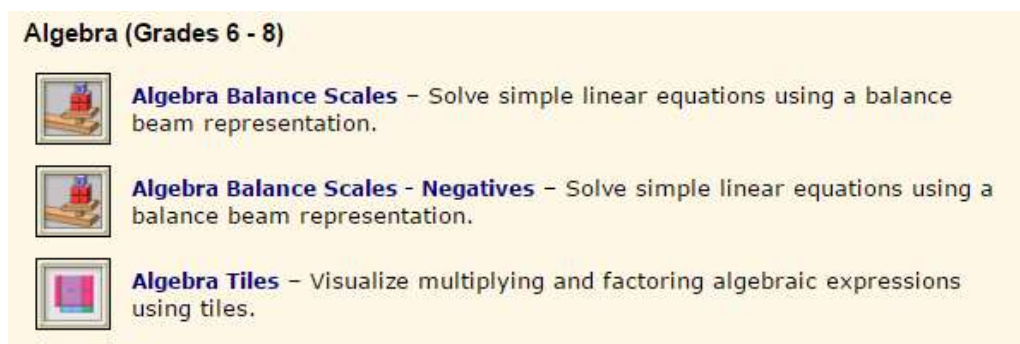 Algebra (Grades 6 - 8)
Algebra Balance Scales – Solve simple linear equations using a balance
beam representation.
Algebra Balance Scales - Negatives – Solve simple linear equations using a
balance beam representation.
Algebra Tiles – Visualize multiplying and factoring algebraic expressions
using tiles.